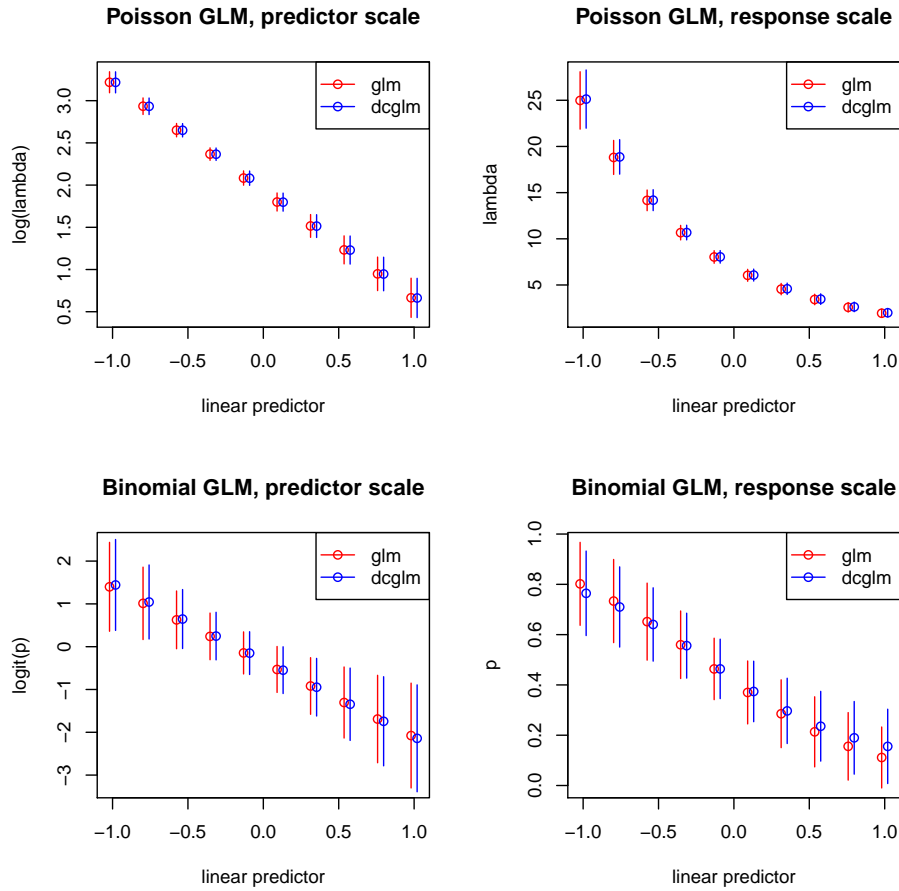 Poisson GLM, predictor scale
glm
dcglm
log(lambda)
3.0
2.5
2.0
1.5
1.0
0.5
−1.0 −0.5 0.0 0.5 1.0
linear predictor
Poisson GLM, response scale
glm
dcglm
lambda
25
20
15
10
5
−1.0 −0.5 0.0 0.5 1.0
linear predictor
Binomial GLM, predictor scale
glm
dcglm
logit(p)
2
1
0
−1
−2
−3
−1.0 −0.5 0.0 0.5 1.0
linear predictor
Binomial GLM, response scale
glm
dcglm
p
1.0
0.8
0.6
0.4
0.2
0.0
−1.0 −0.5 0.0 0.5 1.0
linear predictor